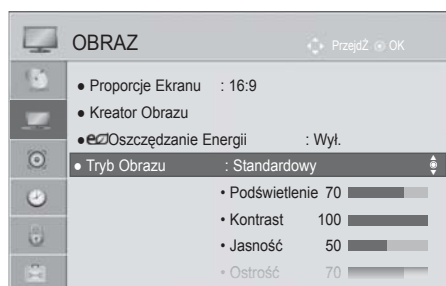 OBRAZ
PrzejdŹ OK
• Proporcje Ekranu : 16:9
• Kreator Obrazu
• eco Oszczędzanie Energii : Wył.
• Tryb Obrazu : Standardowy
• Podświetlenie 70
• Kontrast 100
• Jasność 50
• Ostrość 70